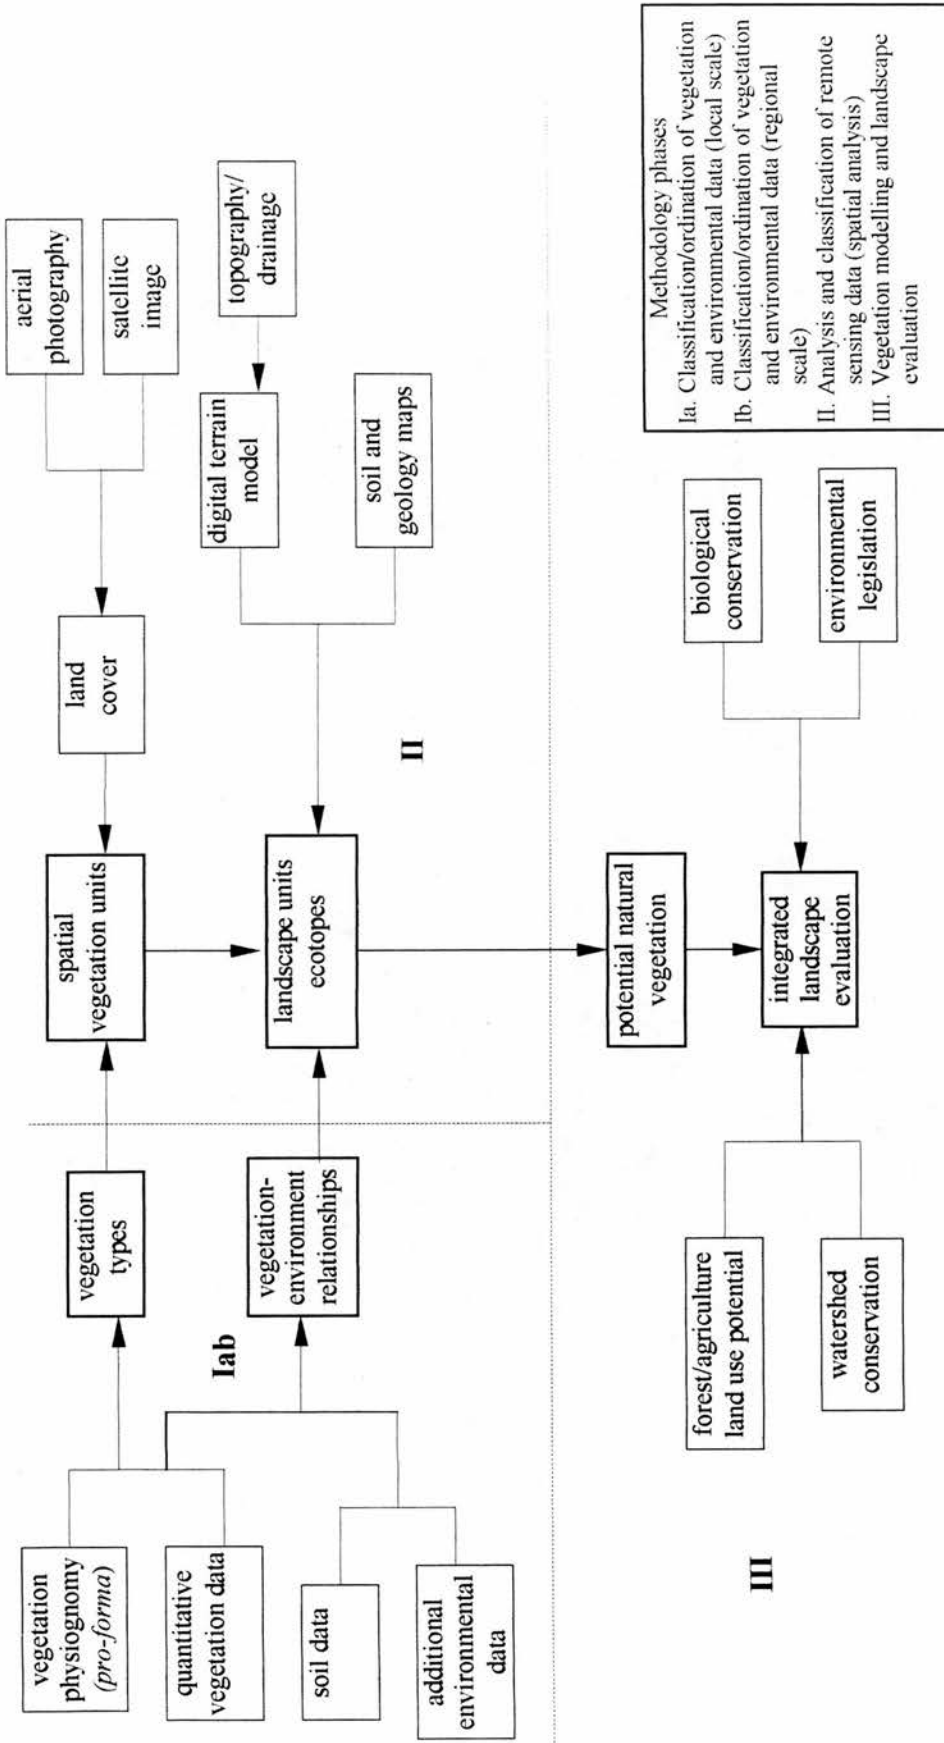 vegetation
physiognomy
(pro-forma)
quantitative
vegetation data
soil data
additional
environmental
data
Iab
vegetation
types
vegetation-
environment
relationships
spatial
vegetation units
landscape units
ecotopes
II
land
cover
aerial
photography
satellite
image
digital terrain
model
topography/
drainage
soil and
geology maps
III
forest/agriculture
land use potential
watershed
conservation
potential natural
vegetation
integrated
landscape
evaluation
biological
conservation
environmental
legislation
Methodology phases
Ia. Classification/ordination of vegetation
and environmental data (local scale)
Ib. Classification/ordination of vegetation
and environmental data (regional
scale)
II. Analysis and classification of remote
sensing data (spatial analysis)
III. Vegetation modelling and landscape
evaluation